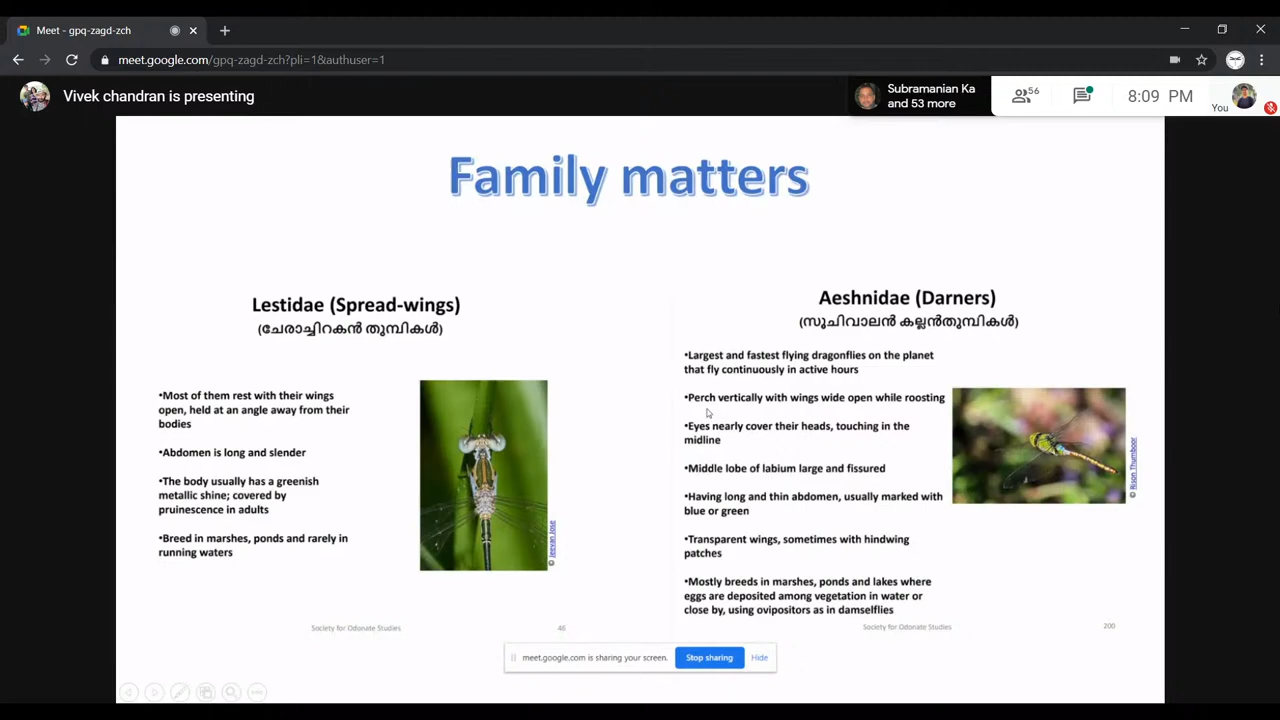 Meet - gpq-zagd-zch
meet.google.com/gpq-zagd-zch?pli=1&authuser=1
Vivek chandran is presenting
Subramanian Ka
and 53 more
56
8:09 PM
You
Family matters
Lestidae (Spread-wings)
(ചേരാച്ചിറകൻ തുമ്പികൾ)
•Most of them rest with their wings
open, held at an angle away from their
bodies
•Abdomen is long and slender
•The body usually has a greenish
metallic shine; covered by
pruinescence in adults
•Breed in marshes, ponds and rarely in
running waters
© Jeevan Jose
Society for Odonate Studies
46
Aeshnidae (Darners)
(സൂചിവാലൻ കല്ലൻതുമ്പികൾ)
•Largest and fastest flying dragonflies on the planet
that fly continuously in active hours
•Perch vertically with wings wide open while roosting
•Eyes nearly cover their heads, touching in the
midline
•Middle lobe of labium large and fissured
•Having long and thin abdomen, usually marked with
blue or green
•Transparent wings, sometimes with hindwing
patches
•Mostly breeds in marshes, ponds and lakes where
eggs are deposited among vegetation in water or
close by, using ovipositors as in damselflies
© Rison Thumboor
Society for Odonate Studies
200
meet.google.com is sharing your screen.
Stop sharing
Hide